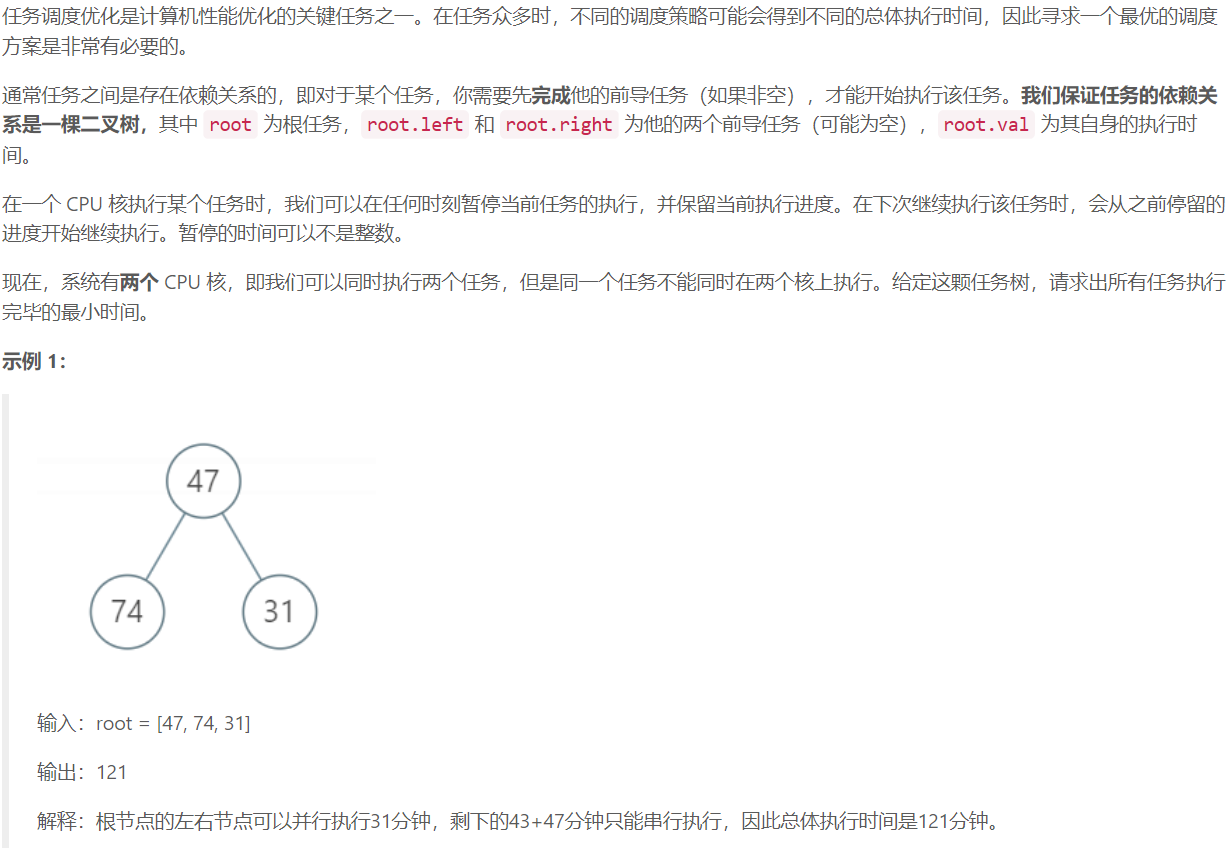 任务调度优化是计算机性能优化的关键任务之一。在任务众多时，不同的调度策略可能会得到不同的总体执行时间，因此寻求一个最优的调度
方案是非常有必要的。
通常任务之间是存在依赖关系的，即对于某个任务，你需要先完成他的前导任务（如果非空），才能开始执行该任务。我们保证任务的依赖关
系是一棵二叉树，其中 root 为根任务，root.left 和 root.right 为他的两个前导任务（可能为空），root.val 为其自身的执行时
间。
在一个 CPU 核执行某个任务时，我们可以在任何时刻暂停当前任务的执行，并保留当前执行进度。在下次继续执行该任务时，会从之前停留的
进度开始继续执行。暂停的时间可以不是整数。
现在，系统有两个 CPU 核，即我们可以同时执行两个任务，但是同一个任务不能同时在两个核上执行。给定这颗任务树，请求出所有任务执行
完毕的最小时间。
示例 1：
47
74 31
输入：root = [47, 74, 31]
输出：121
解释：根节点的左右节点可以并行执行31分钟，剩下的43+47分钟只能串行执行，因此总体执行时间是121分钟。